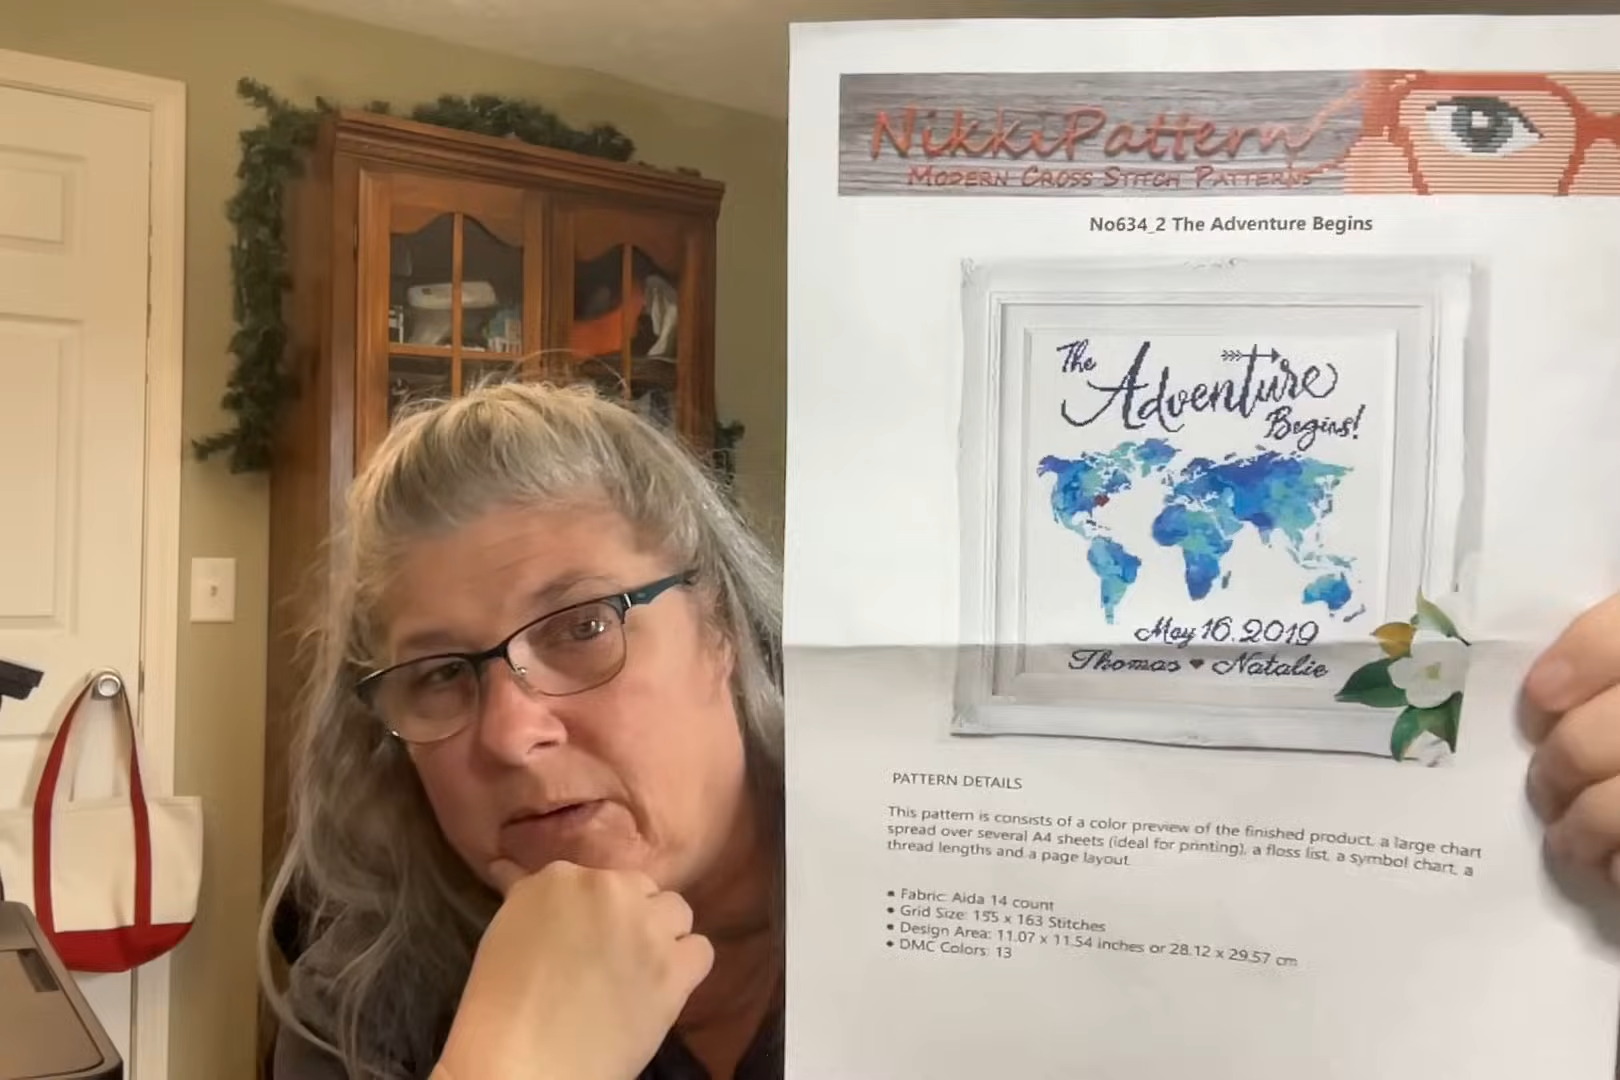 NikkiPattern
MODERN CROSS STITCH PATTERNS
No634_2 The Adventure Begins
The Adventure
Begins!
May 16.2019
Thomas ♥ Natalie
PATTERN DETAILS
This pattern is consists of a color preview of the finished product, a large chart
spread over several A4 sheets (ideal for printing), a floss list, a symbol chart, a
thread lengths and a page layout.
• Fabric: Aida 14 count
• Grid Size: 155 x 163 Stitches
• Design Area: 11.07 x 11.54 inches or 28.12 x 29.57 cm
• DMC Colors: 13